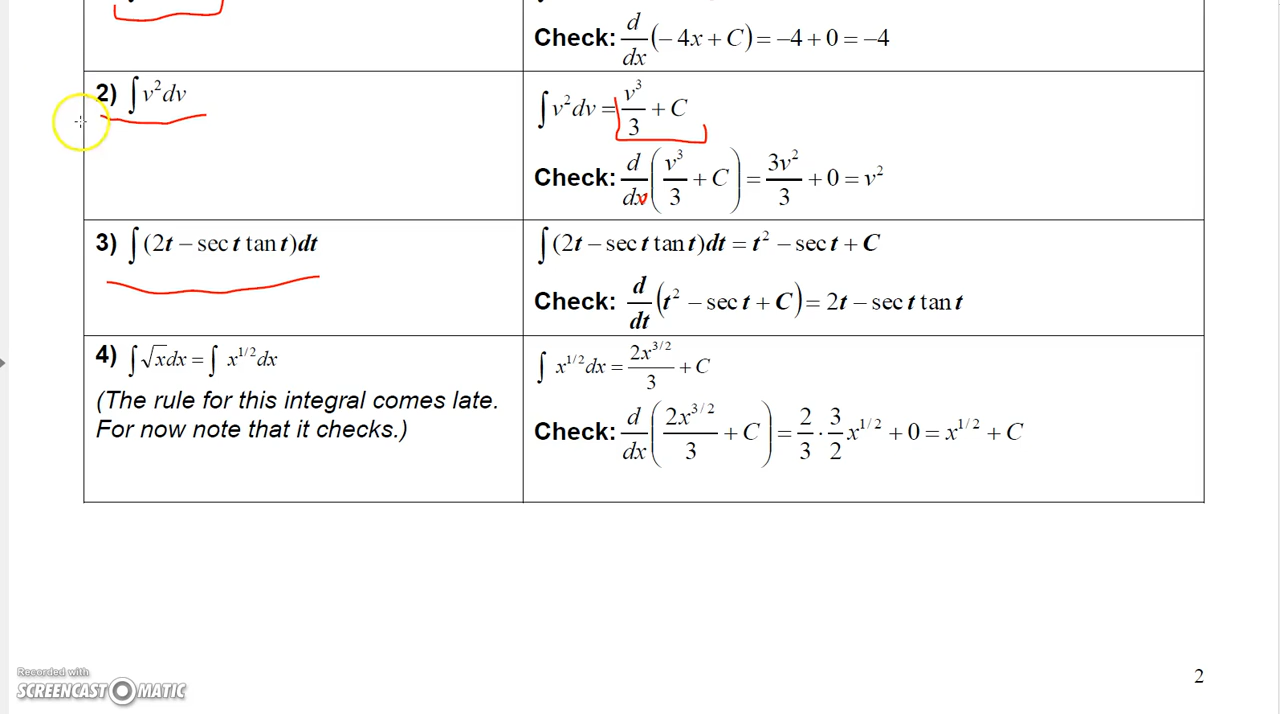 Check: d/dx(−4x + C) = −4 + 0 = −4
2) ∫v²dv
∫v²dv = v³/3 + C
Check: d/dv(v³/3 + C) = 3v²/3 + 0 = v²
3) ∫(2t − sec t tan t)dt
∫(2t − sec t tan t)dt = t² − sec t + C
Check: d/dt(t² − sec t + C) = 2t − sec t tan t
4) ∫√x dx = ∫ x^1/2 dx
(The rule for this integral comes late.
For now note that it checks.)
∫ x^1/2 dx = 2x^3/2/3 + C
Check: d/dx(2x^3/2/3 + C) = 2/3 · 3/2 x^1/2 + 0 = x^1/2 + C
2
Recorded with
SCREENCAST O MATIC